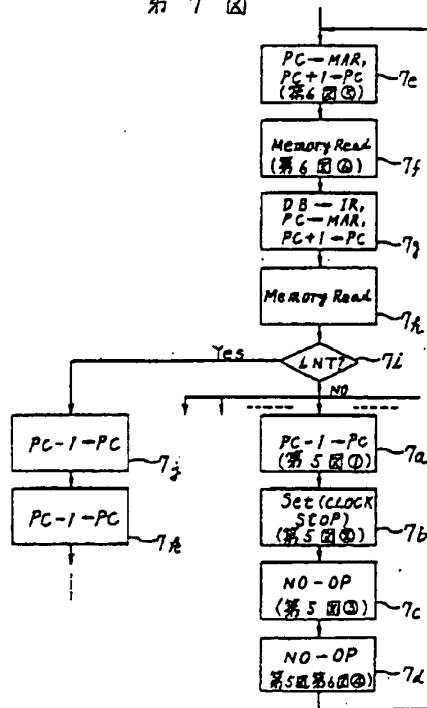 第 7 図
PC→MAR,
PC+1→PC
(第6図⑤)
7e
Memory Read
(第6図⑥)
7f
DB→IR,
PC→MAR,
PC+1→PC
7g
Memory Read
7h
INT?
7i
Yes
NO
PC-1→PC
7j
PC-1→PC
(第5図①)
7a
PC-1→PC
7k
Set(CLOCK
STOP)
(第5図②)
7b
NO-OP
(第5図③)
7c
NO-OP
第5図第6図④
7d